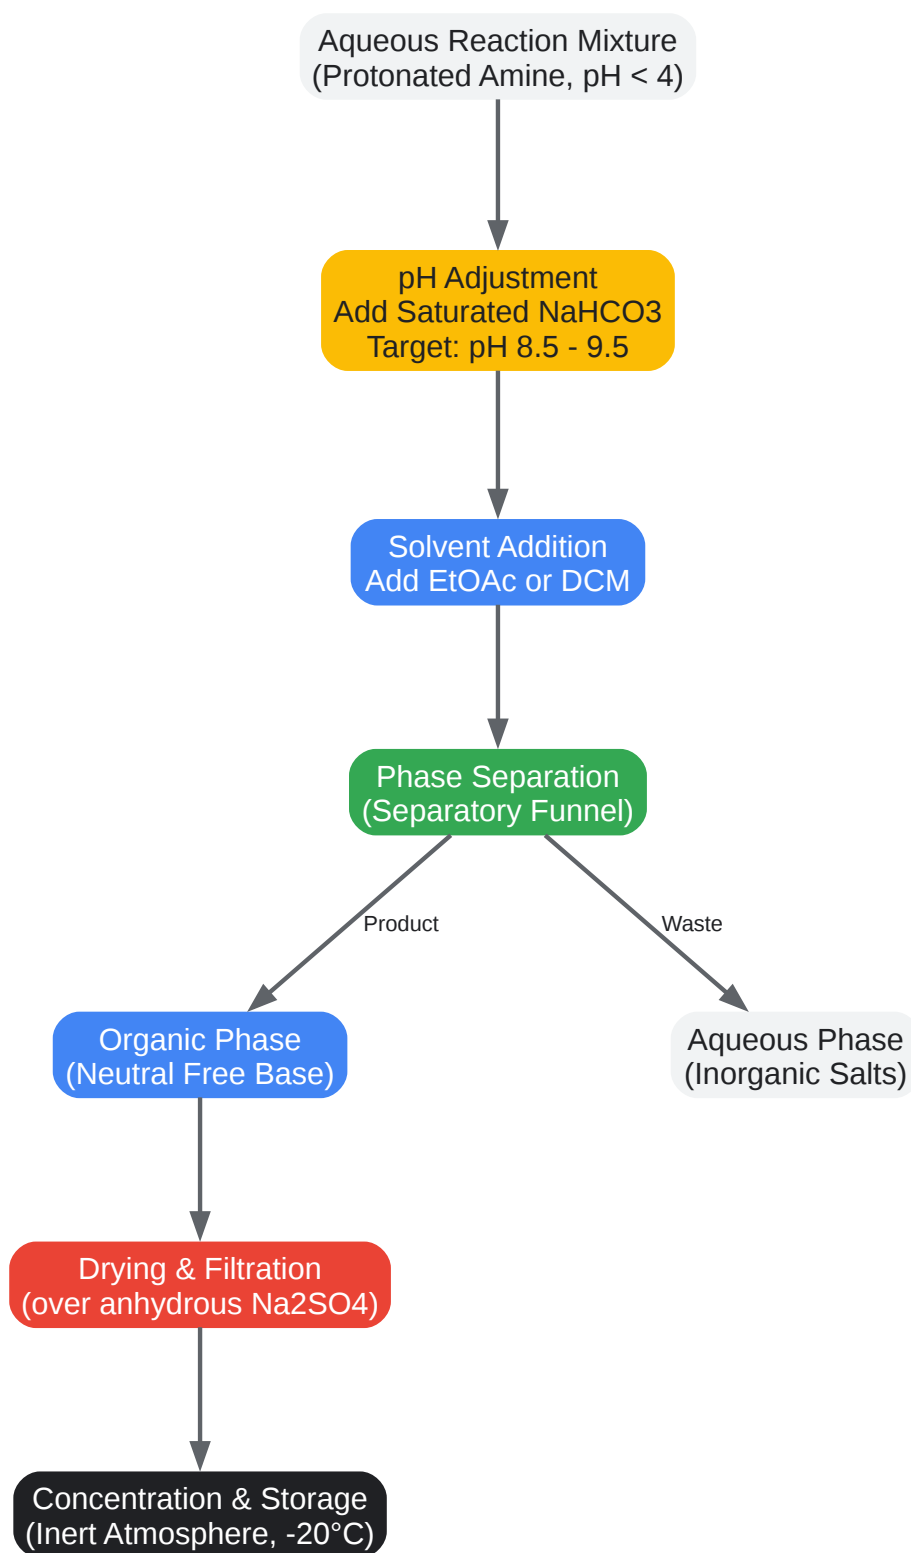 Aqueous Reaction Mixture
(Protonated Amine, pH < 4)
pH Adjustment
Add Saturated NaHCO3
Target: pH 8.5 - 9.5
Solvent Addition
Add EtOAc or DCM
Phase Separation
(Separatory Funnel)
Product
Waste
Organic Phase
(Neutral Free Base)
Aqueous Phase
(Inorganic Salts)
Drying & Filtration
(over anhydrous Na2SO4)
Concentration & Storage
(Inert Atmosphere, -20°C)